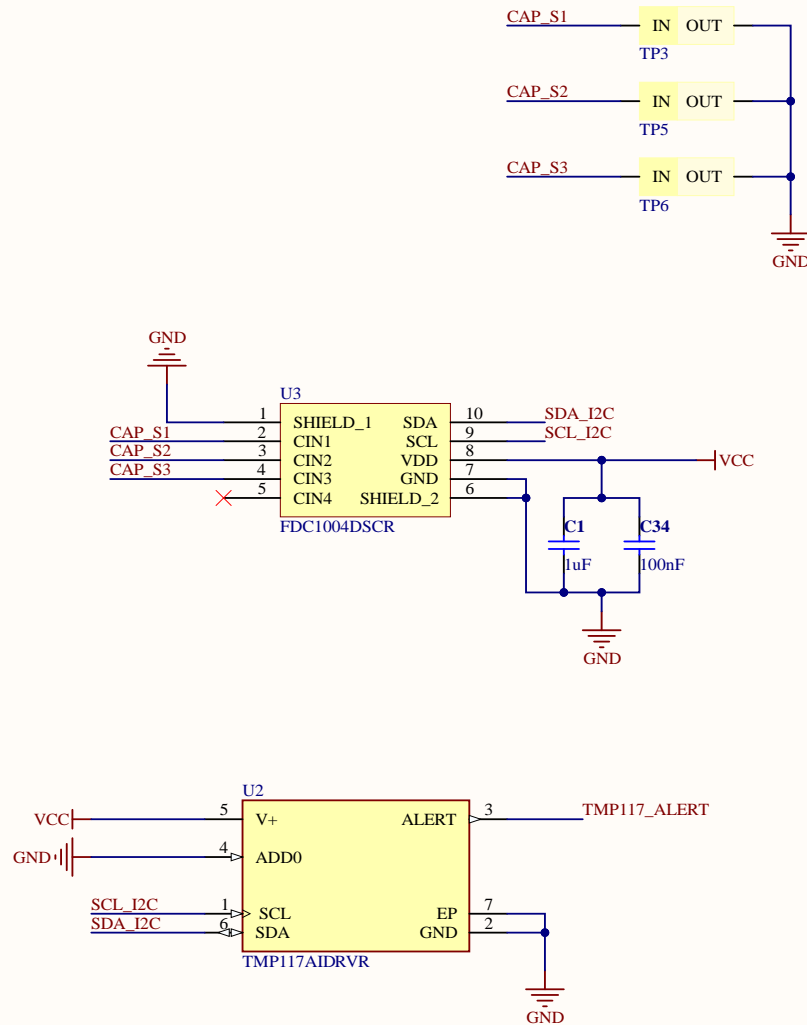 CAP_S1 IN OUT
TP3
CAP_S2 IN OUT
TP5
CAP_S3 IN OUT
TP6
GND
GND
U3
1 SHIELD_1 SDA 10 SDA_I2C
CAP_S1 2 CIN1 SCL 9 SCL_I2C
CAP_S2 3 CIN2 VDD 8 VCC
CAP_S3 4 CIN3 GND 7
5 CIN4 SHIELD_2 6
FDC1004DSCR
C1 C34
1uF 100nF
GND
U2
VCC 5 V+ ALERT 3 TMP117_ALERT
GND 4 ADD0
SCL_I2C 1 SCL EP 7
SDA_I2C 6 SDA GND 2
TMP117AIDRVR
GND